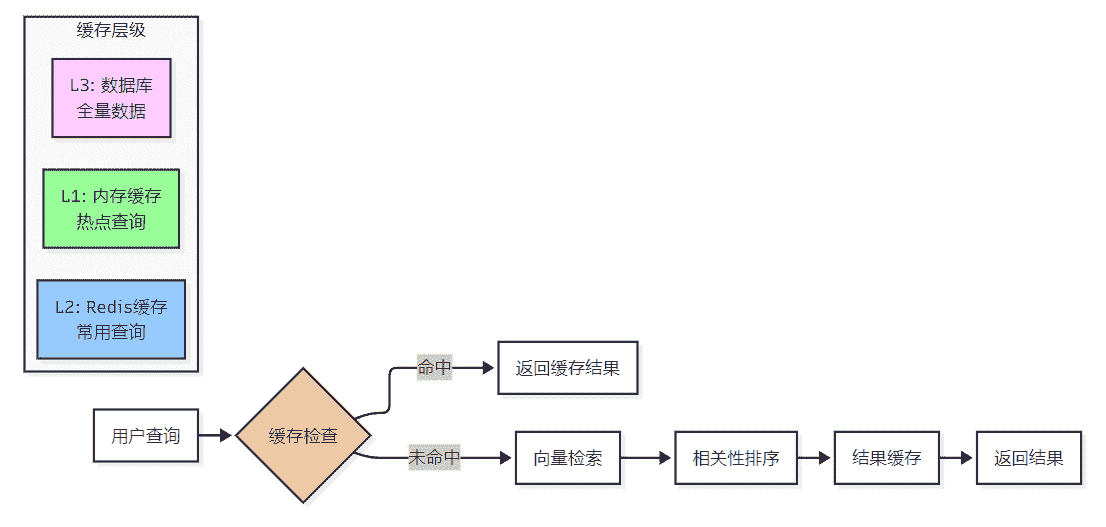 缓存层级
L3: 数据库
全量数据
L1: 内存缓存
热点查询
L2: Redis缓存
常用查询
用户查询
缓存检查
命中
返回缓存结果
未命中
向量检索
相关性排序
结果缓存
返回结果